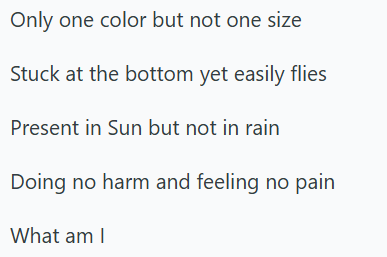 Only one color but not one size
Stuck at the bottom yet easily flies
Present in Sun but not in rain
Doing no harm and feeling no pain
What am I